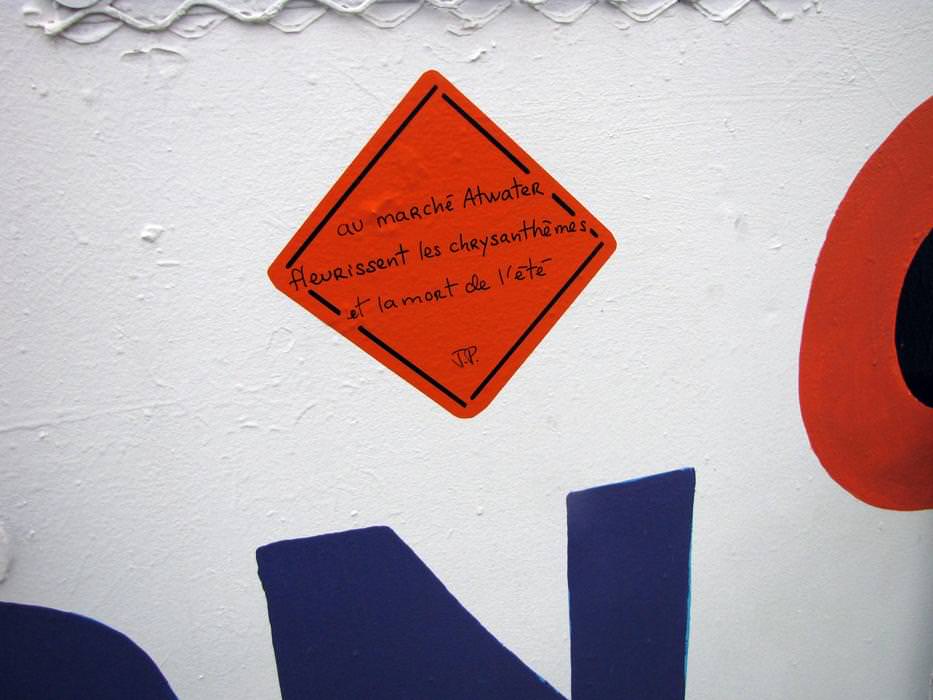 au marché Atwater
fleurissent les chrysanthèmes
et la mort de l'été
J.P.
N